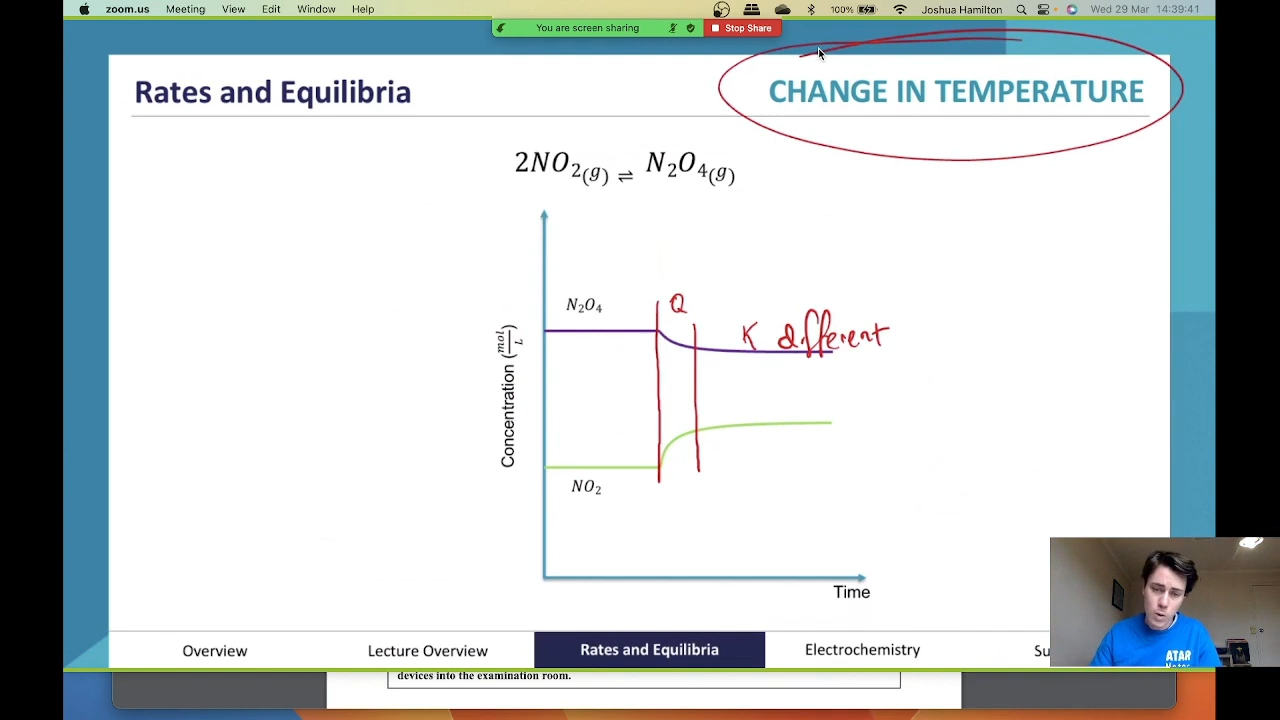 zoom.us Meeting View Edit Window Help 100% Joshua Hamilton Wed 29 Mar 14:39:41
You are screen sharing Stop Share
Rates and Equilibria
CHANGE IN TEMPERATURE
2NO₂(g) ⇌ N₂O₄(g)
N₂O₄
Q
K different
Concentration (mol/L)
NO₂
Time
Overview Lecture Overview Rates and Equilibria Electrochemistry Su
ATAR
Notes
devices into the examination room.